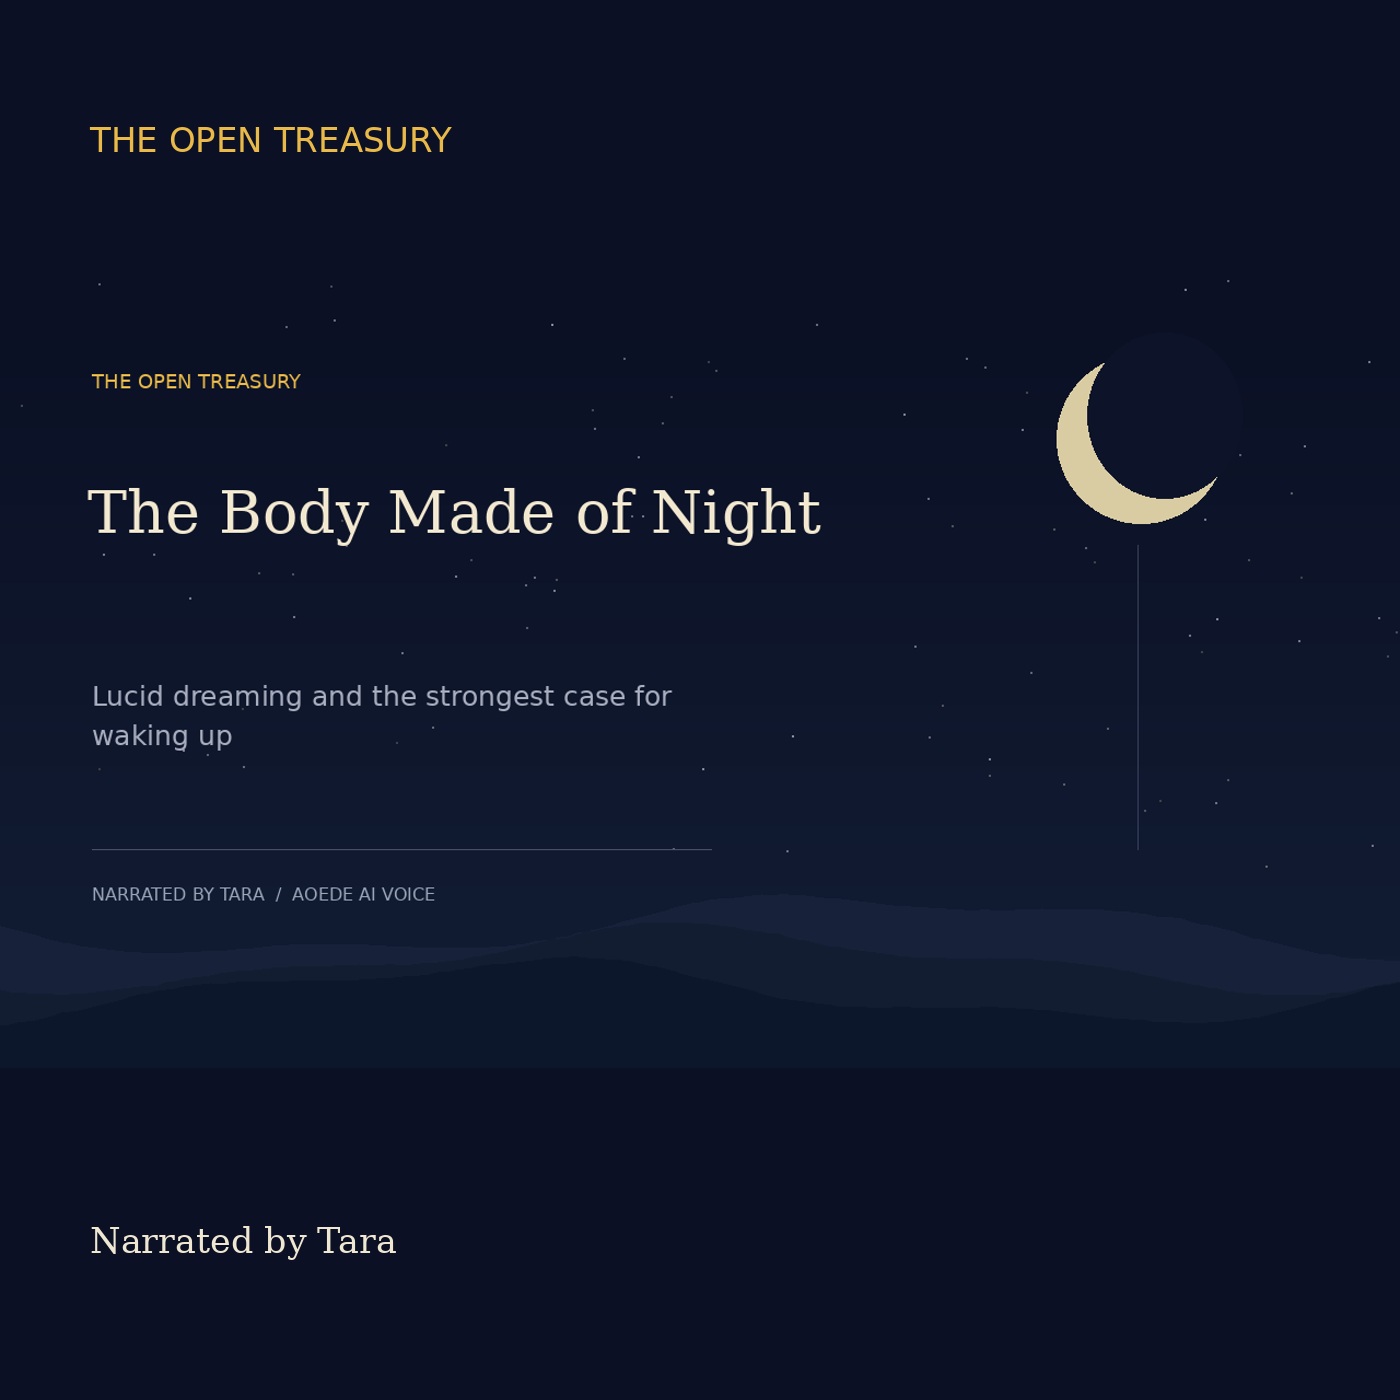 THE OPEN TREASURY
THE OPEN TREASURY
The Body Made of Night
Lucid dreaming and the strongest case for
waking up
NARRATED BY TARA / AOEDE AI VOICE
Narrated by Tara